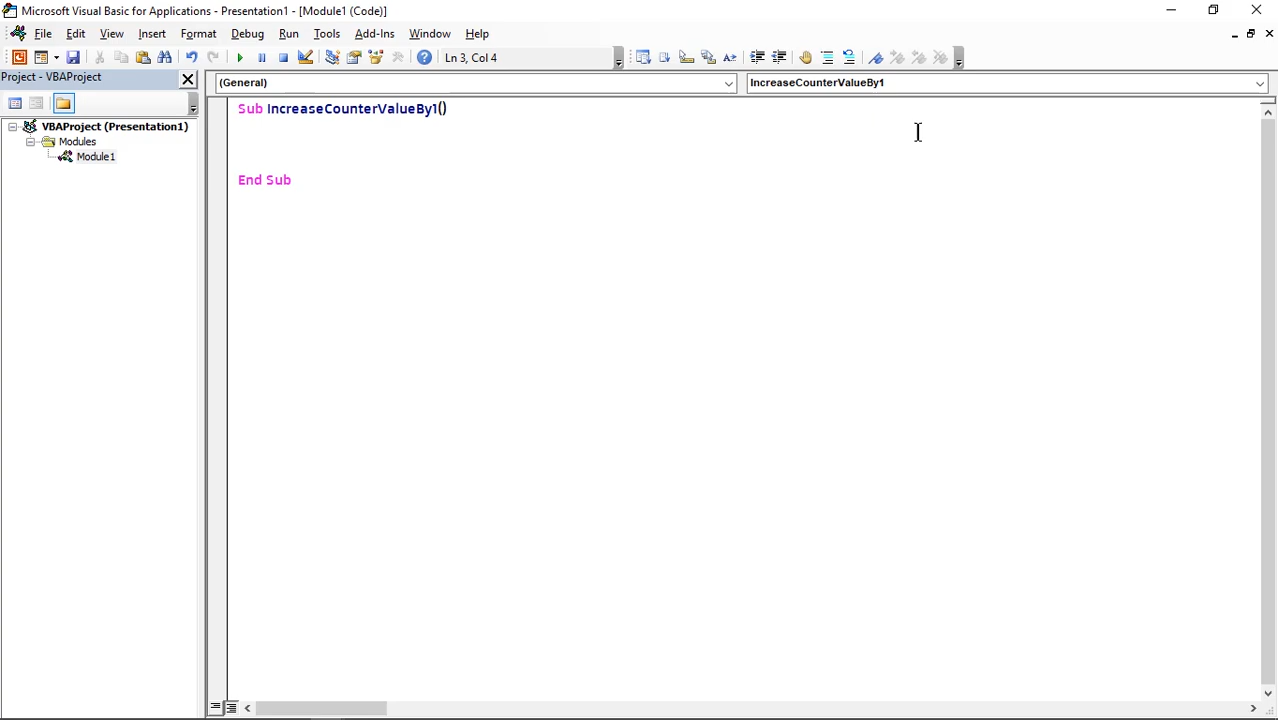 Microsoft Visual Basic for Applications - Presentation1 - [Module1 (Code)]
File Edit View Insert Format Debug Run Tools Add-Ins Window Help
Ln 3, Col 4
Project - VBAProject
(General) IncreaseCounterValueBy1
VBAProject (Presentation1)
Modules
Module1
Sub IncreaseCounterValueBy1()
End Sub